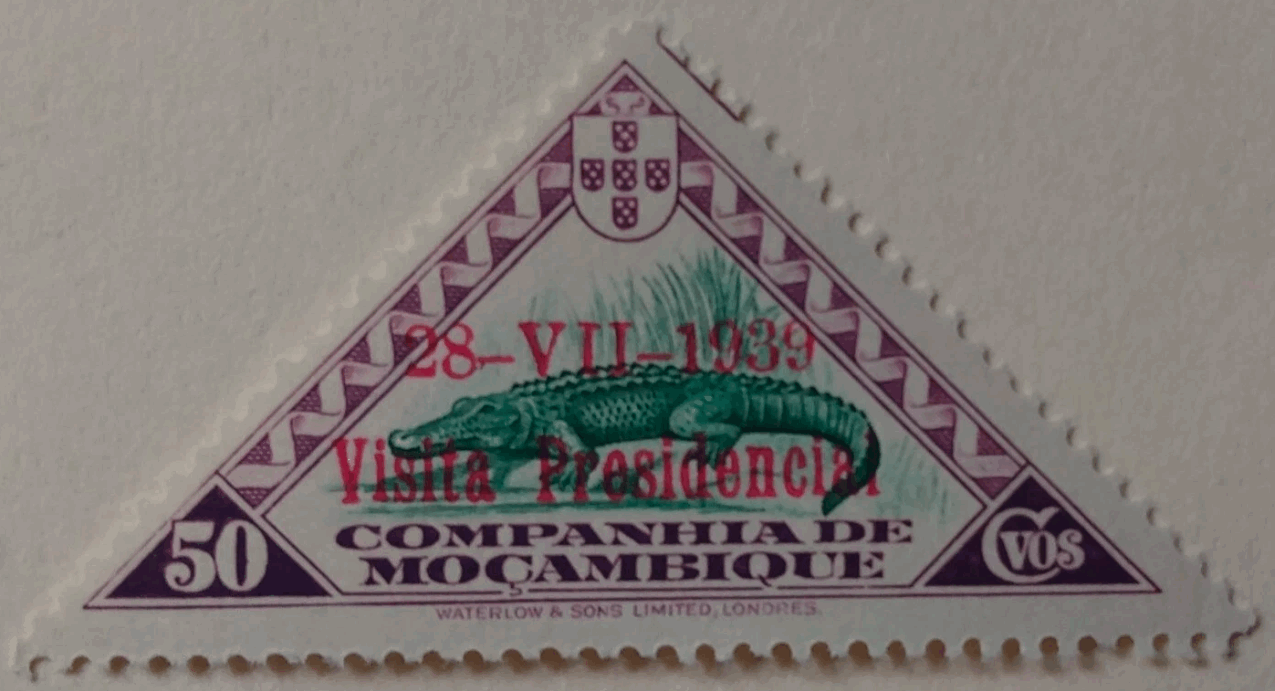 28-VII-1939
Visita Presidencial
COMPANHIA DE
MOÇAMBIQUE
50
CVOS
WATERLOW & SONS LIMITED, LONDRES.